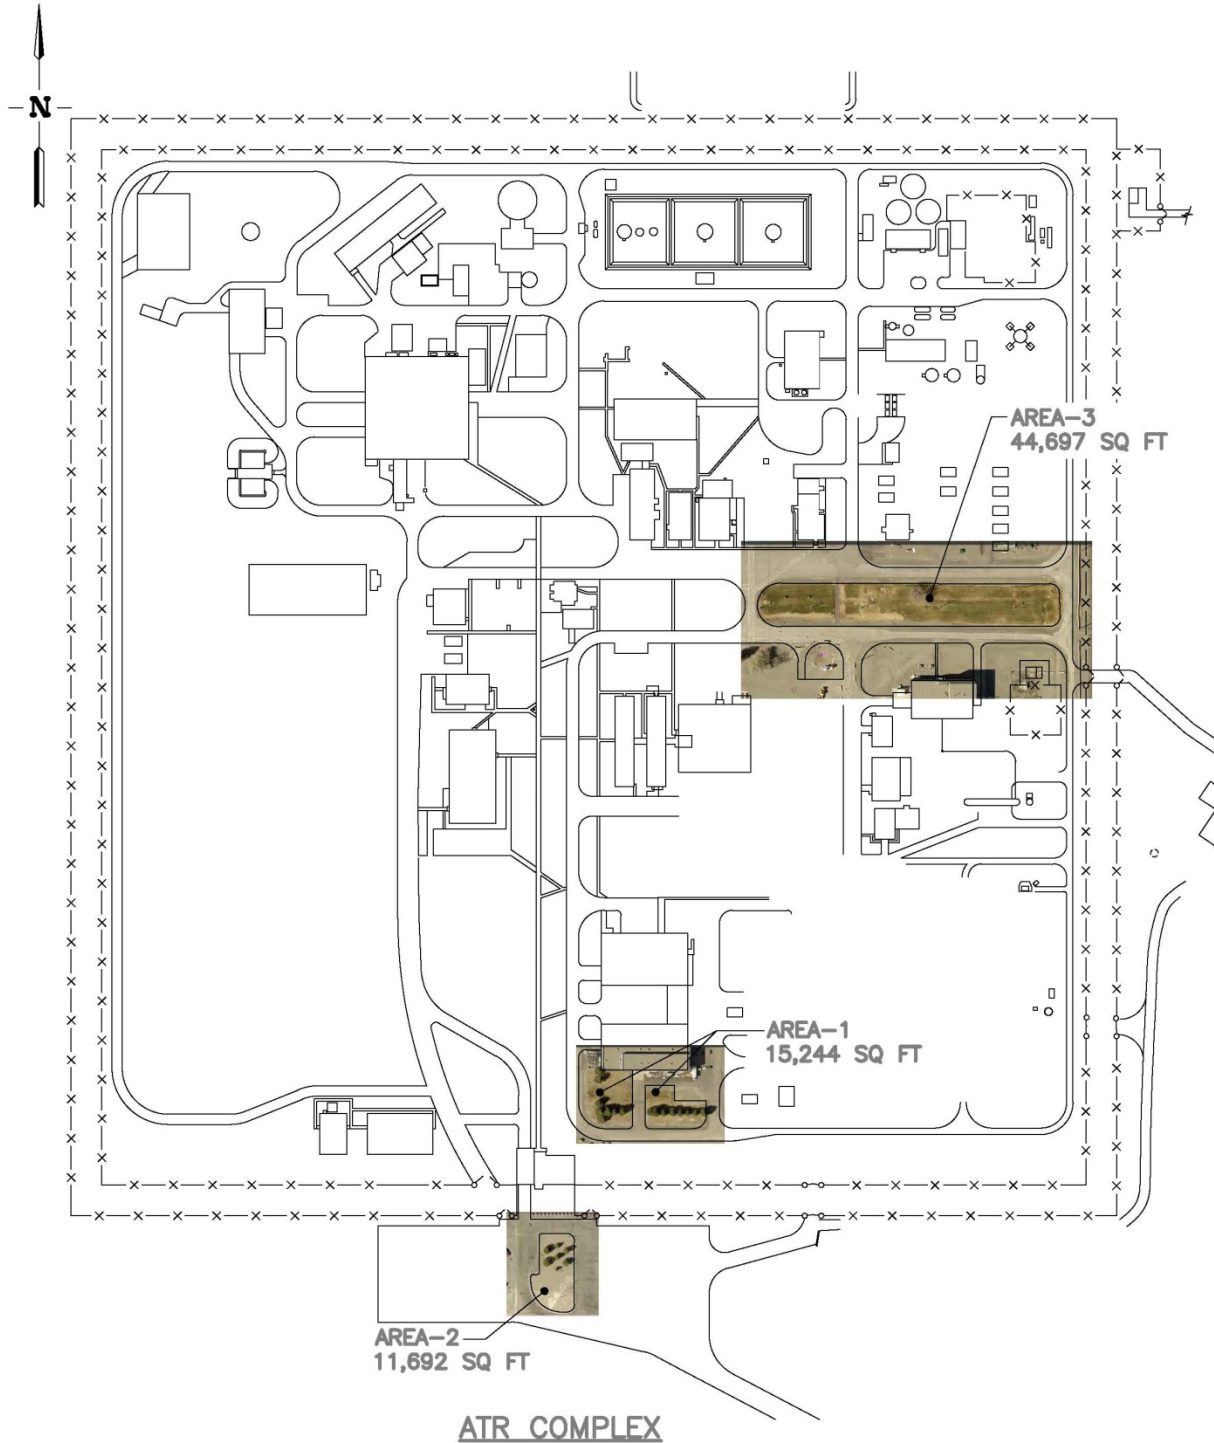 N
AREA-3
44,697 SQ FT
AREA-1
15,244 SQ FT
AREA-2
11,692 SQ FT
ATR COMPLEX